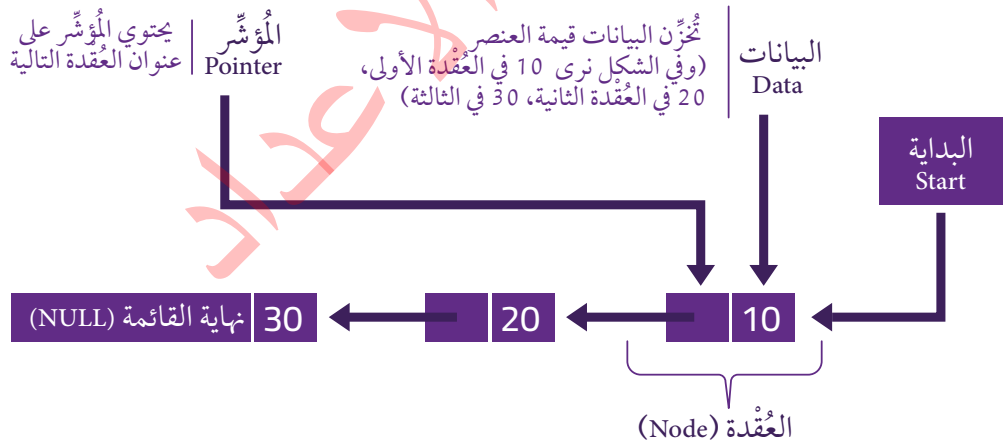 البيانات
Data
تُخزِّن البيانات قيمة العنصر
(وفي الشكل نرى 10 في العُقْدة الأولى،
20 في العُقْدة الثانية، 30 في الثالثة)
المُؤشِّر
Pointer
يحتوي المُؤشِّر على
عنوان العُقْدة التالية
البداية
Start
10
20
30
نهاية القائمة (NULL)
العُقْدة (Node)